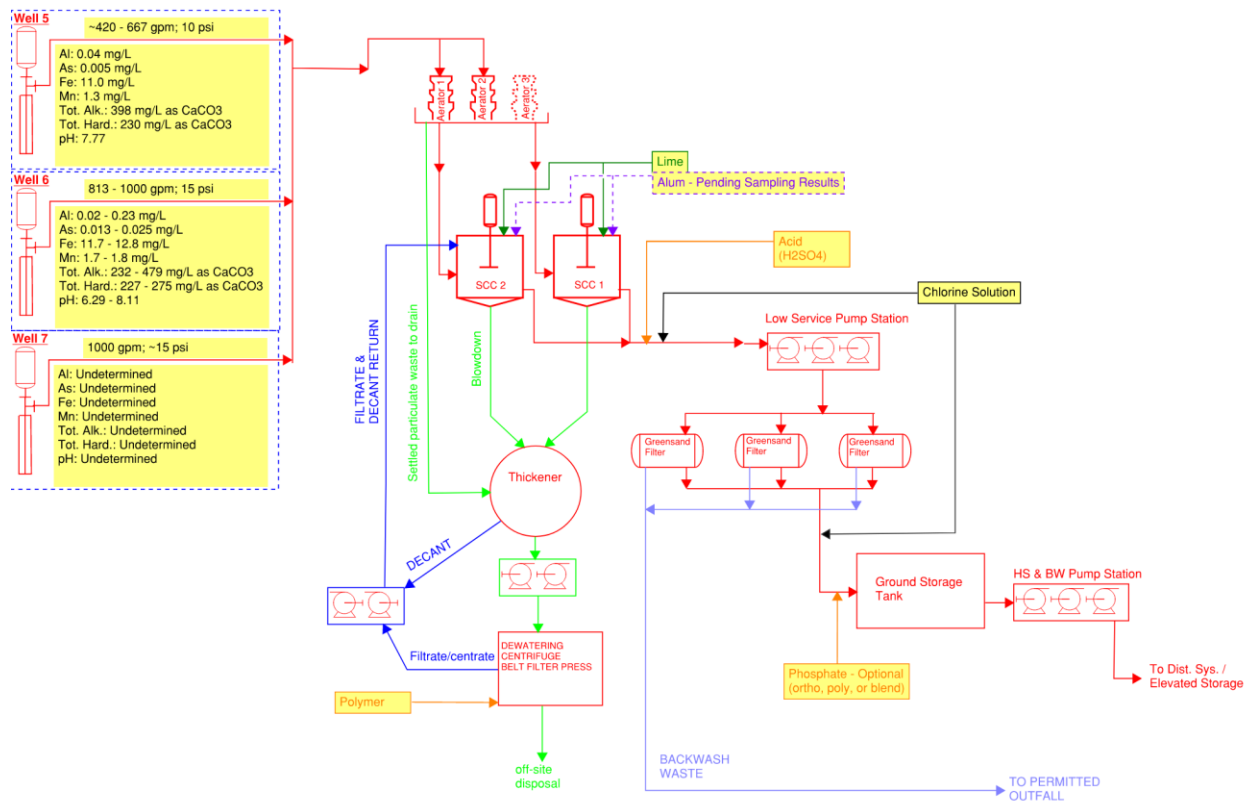 Well 5
~420 - 667 gpm; 10 psi
Al: 0.04 mg/L
As: 0.005 mg/L
Fe: 11.0 mg/L
Mn: 1.3 mg/L
Tot. Alk.: 398 mg/L as CaCO3
Tot. Hard.: 230 mg/L as CaCO3
pH: 7.77
Well 6
813 - 1000 gpm; 15 psi
Al: 0.02 - 0.23 mg/L
As: 0.013 - 0.025 mg/L
Fe: 11.7 - 12.8 mg/L
Mn: 1.7 - 1.8 mg/L
Tot. Alk.: 232 - 479 mg/L as CaCO3
Tot. Hard.: 227 - 275 mg/L as CaCO3
pH: 6.29 - 8.11
Well 7
1000 gpm; ~15 psi
Al: Undetermined
As: Undetermined
Fe: Undetermined
Mn: Undetermined
Tot. Alk.: Undetermined
Tot. Hard.: Undetermined
pH: Undetermined
Aerator 1
Aerator 2
Aerator 3
Lime
Alum - Pending Sampling Results
SCC 2
SCC 1
Acid
(H2SO4)
Chlorine Solution
Low Service Pump Station
FILTRATE &
DECANT RETURN
Settled particulate waste to drain
Blowdown
Greensand
Filter
Greensand
Filter
Greensand
Filter
Thickener
DECANT
Ground Storage
Tank
HS & BW Pump Station
Filtrate/centrate
DEWATERING
CENTRIFUGE
BELT FILTER PRESS
Polymer
Phosphate - Optional
(ortho, poly, or blend)
To Dist. Sys. /
Elevated Storage
off-site
disposal
BACKWASH
WASTE
TO PERMITTED
OUTFALL